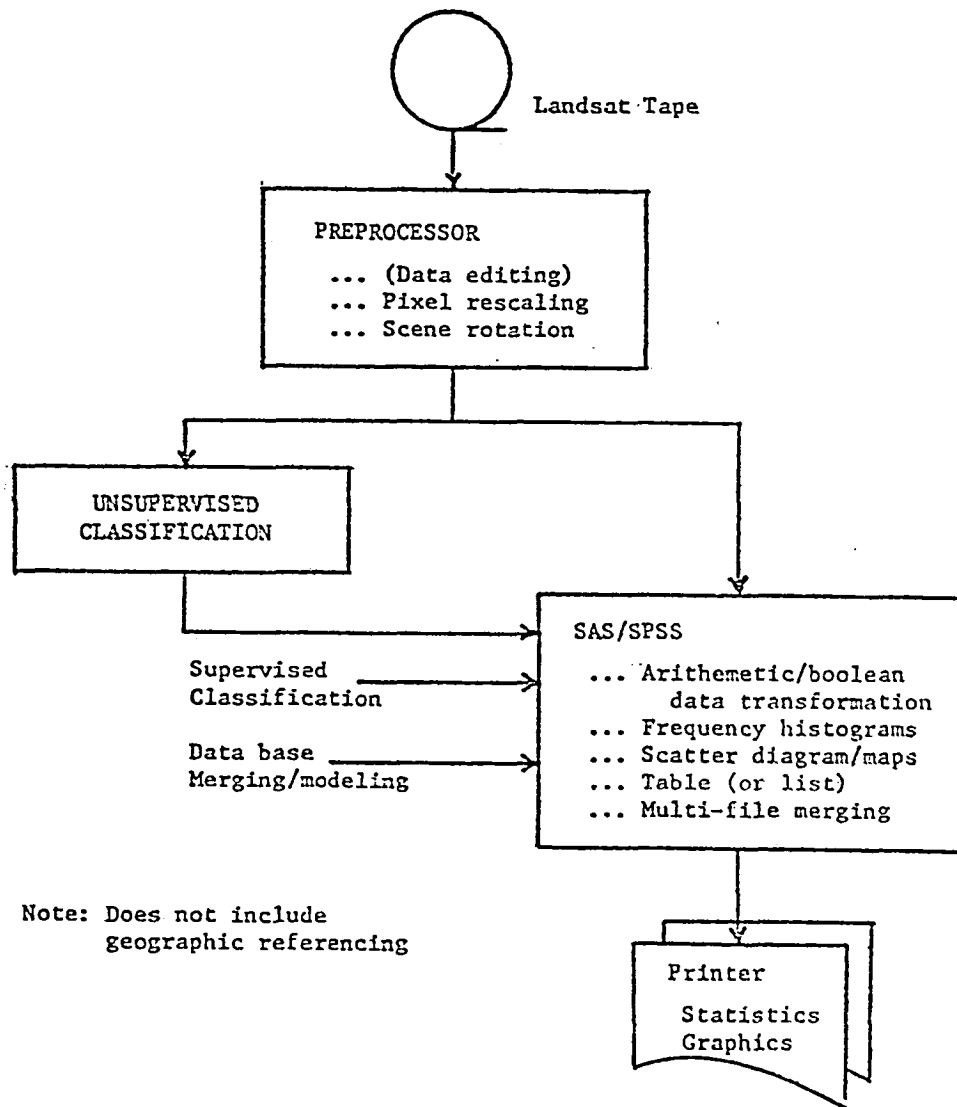 Landsat Tape
PREPROCESSOR
... (Data editing)
... Pixel rescaling
... Scene rotation
UNSUPERVISED
CLASSIFICATION
Supervised
Classification
Data base
Merging/modeling
SAS/SPSS
... Arithemetic/boolean
data transformation
... Frequency histograms
... Scatter diagram/maps
... Table (or list)
... Multi-file merging
Note: Does not include
geographic referencing
Printer
Statistics
Graphics